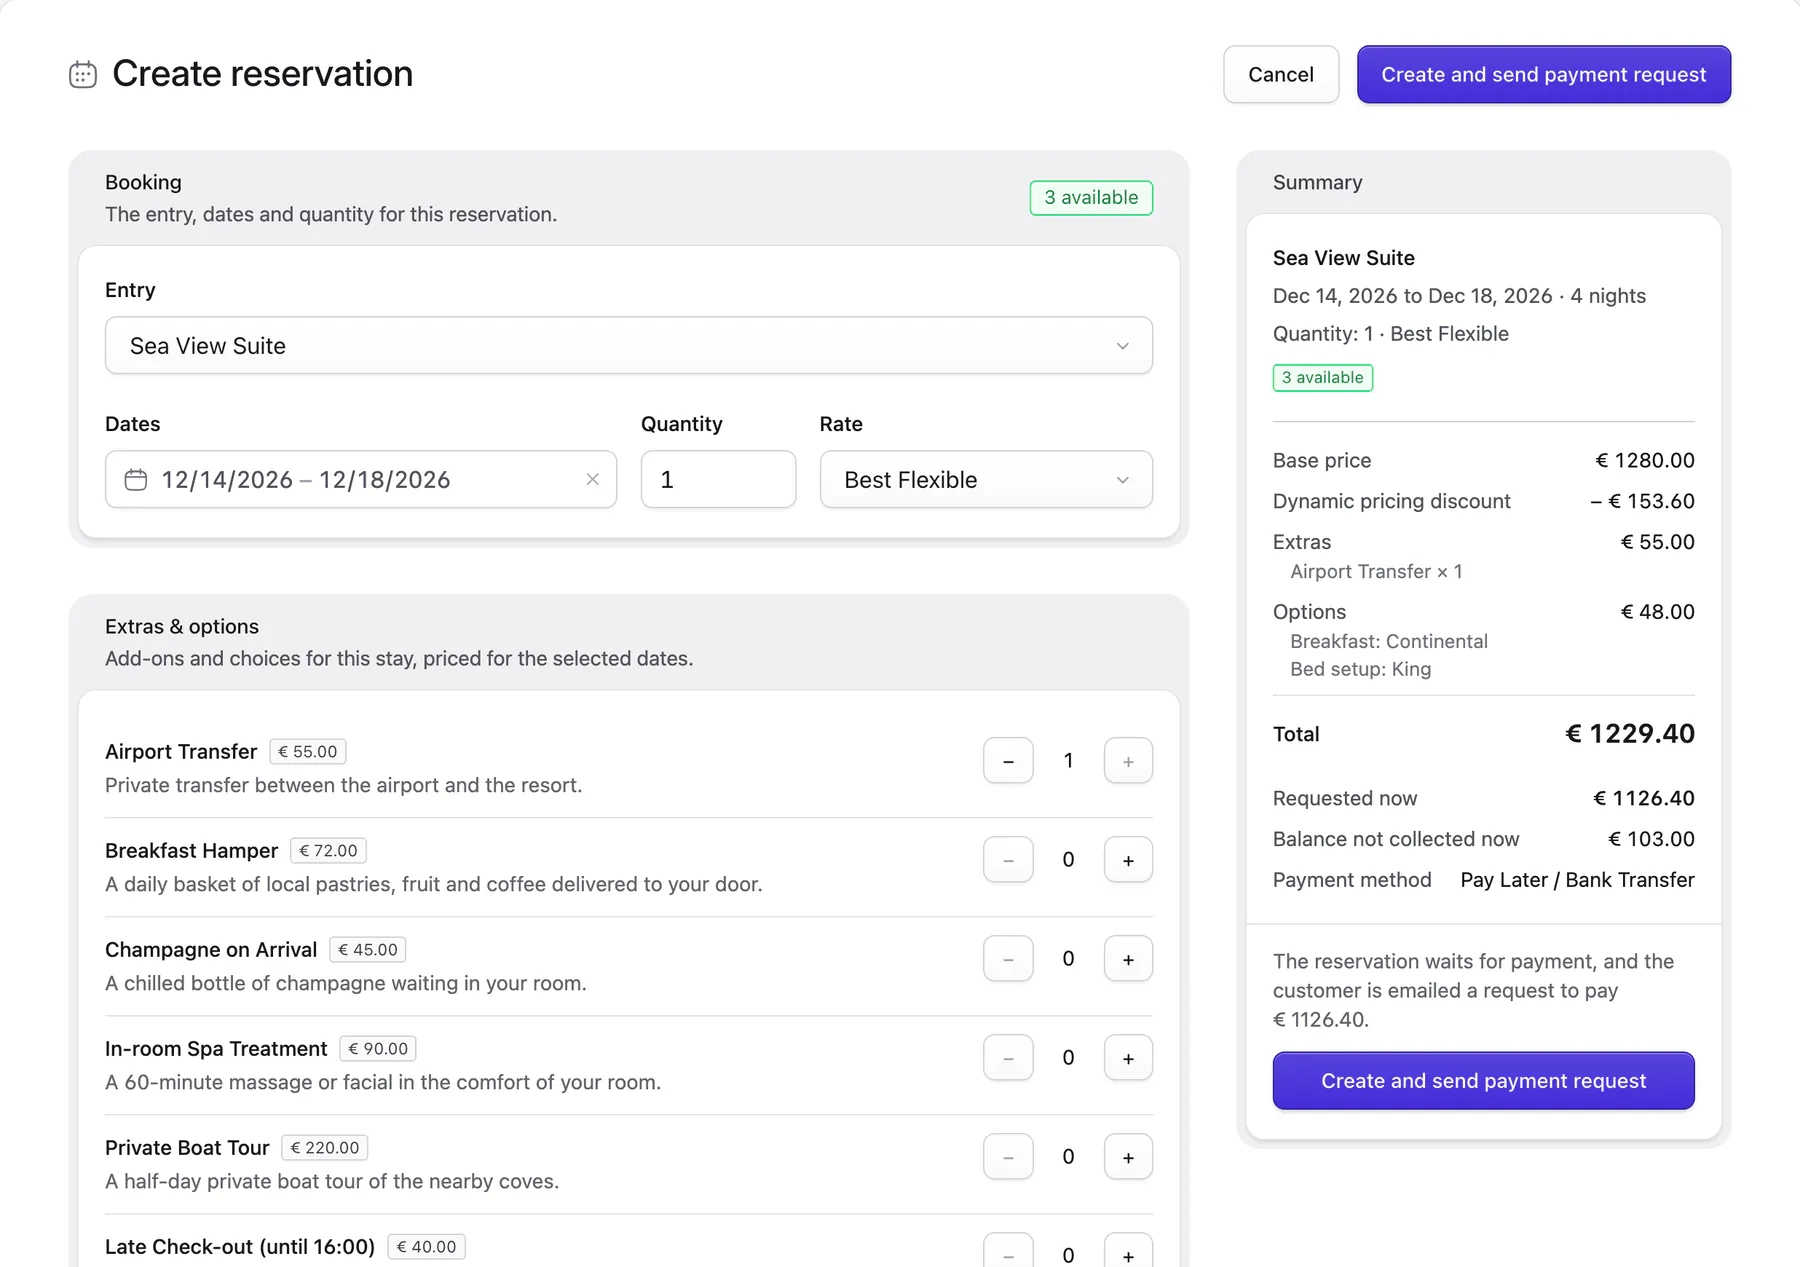 Create reservation
Cancel
Create and send payment request
Booking
The entry, dates and quantity for this reservation.
3 available
Entry
Sea View Suite
Dates
Quantity
Rate
12/14/2026 – 12/18/2026
1
Best Flexible
Extras & options
Add-ons and choices for this stay, priced for the selected dates.
Airport Transfer € 55.00
Private transfer between the airport and the resort.
– 1 +
Breakfast Hamper € 72.00
A daily basket of local pastries, fruit and coffee delivered to your door.
– 0 +
Champagne on Arrival € 45.00
A chilled bottle of champagne waiting in your room.
– 0 +
In-room Spa Treatment € 90.00
A 60-minute massage or facial in the comfort of your room.
– 0 +
Private Boat Tour € 220.00
A half-day private boat tour of the nearby coves.
– 0 +
Late Check-out (until 16:00) € 40.00
– 0 +
Summary
Sea View Suite
Dec 14, 2026 to Dec 18, 2026 · 4 nights
Quantity: 1 · Best Flexible
3 available
Base price € 1280.00
Dynamic pricing discount – € 153.60
Extras € 55.00
Airport Transfer × 1
Options € 48.00
Breakfast: Continental
Bed setup: King
Total € 1229.40
Requested now € 1126.40
Balance not collected now € 103.00
Payment method Pay Later / Bank Transfer
The reservation waits for payment, and the
customer is emailed a request to pay
€ 1126.40.
Create and send payment request